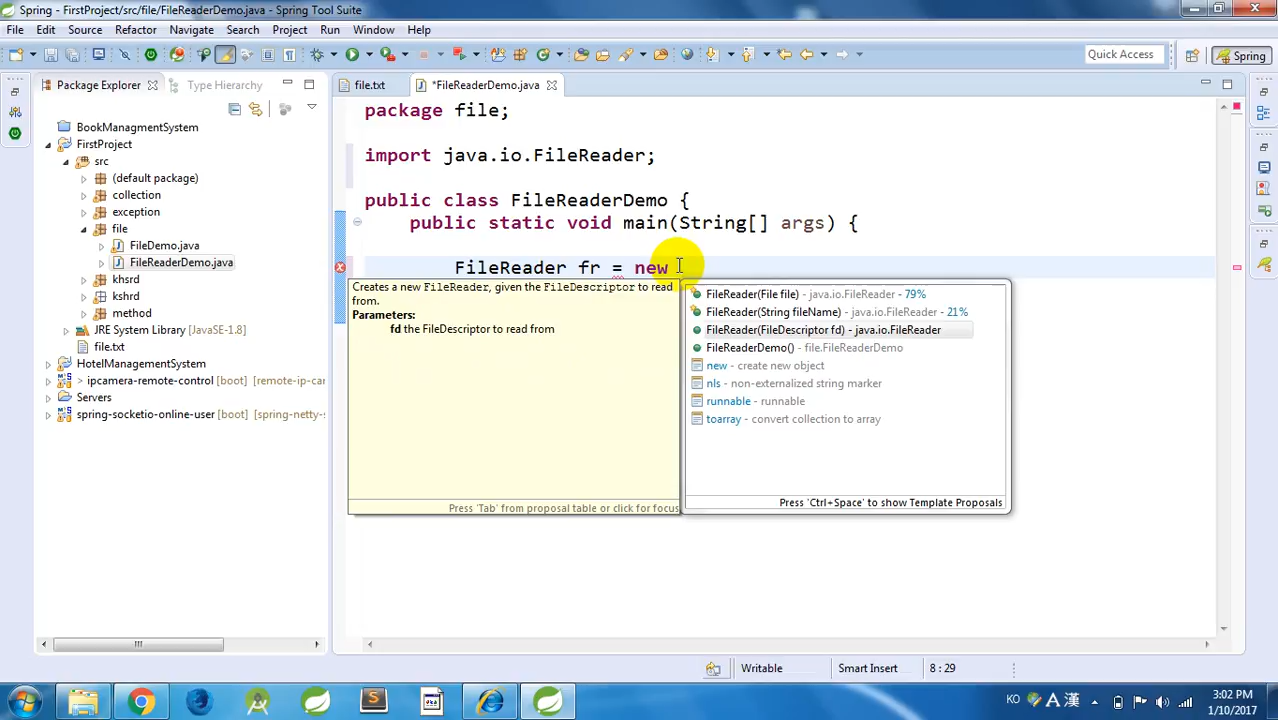 Spring - FirstProject/src/file/FileReaderDemo.java - Spring Tool Suite
File Edit Source Refactor Navigate Search Project Run Window Help
Quick Access
Spring
Package Explorer
Type Hierarchy
file.txt
*FileReaderDemo.java
BookManagmentSystem
FirstProject
src
(default package)
collection
exception
file
FileDemo.java
FileReaderDemo.java
khsrd
kshrd
method
JRE System Library [JavaSE-1.8]
file.txt
HotelManagementSystem
> ipcamera-remote-control [boot] [remote-ip-car
Servers
spring-socketio-online-user [boot] [spring-netty-s
package file;
import java.io.FileReader;
public class FileReaderDemo {
public static void main(String[] args) {
FileReader fr = new
Creates a new FileReader, given the FileDescriptor to read
from.
Parameters:
fd the FileDescriptor to read from
Press 'Tab' from proposal table or click for focus
FileReader(File file) - java.io.FileReader - 79%
FileReader(String fileName) - java.io.FileReader - 21%
FileReader(FileDescriptor fd) - java.io.FileReader
FileReaderDemo() - file.FileReaderDemo
new - create new object
nls - non-externalized string marker
runnable - runnable
toarray - convert collection to array
Press 'Ctrl+Space' to show Template Proposals
Writable
Smart Insert
8 : 29
KO
A 漢
3:02 PM
1/10/2017